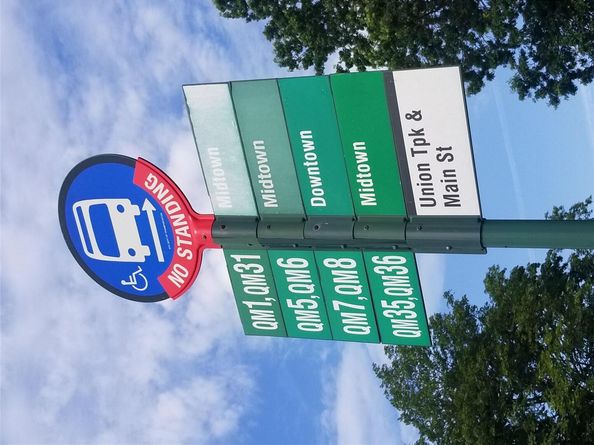 NO STANDING
QM1,QM31 Midtown
QM5,QM6 Midtown
QM7,QM8 Downtown
QM35,QM36 Midtown
Union Tpk &
Main St